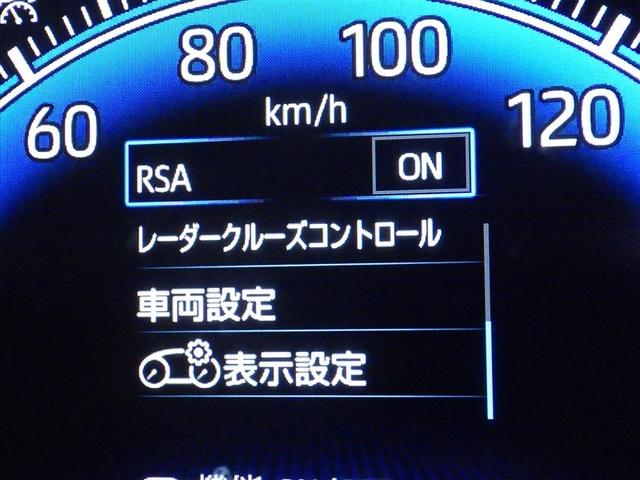 80
100
60
km/h
120
RSA ON
レーダークルーズコントロール
車両設定
表示設定